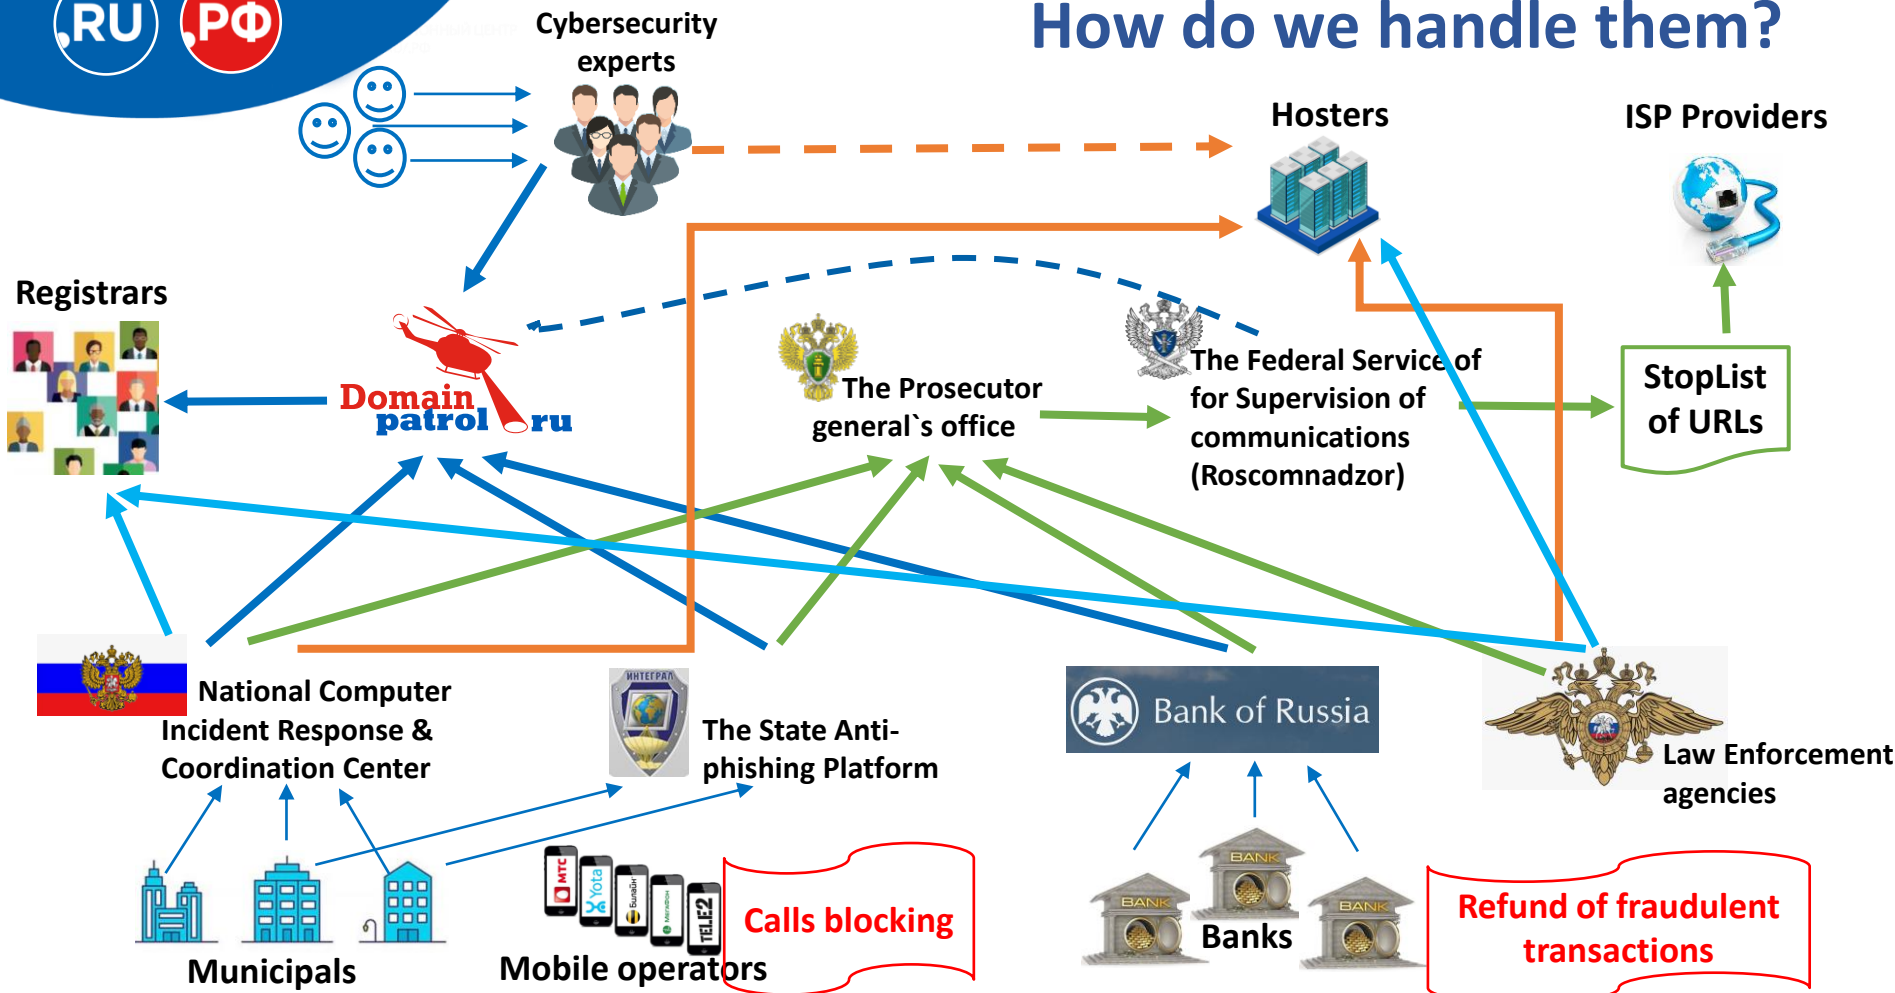 .RU
.РФ
How do we handle them?
Cybersecurity
experts
Hosters
ISP Providers
Registrars
Domain
patrol ru
The Prosecutor
general`s office
The Federal Service of
for Supervision of
communications
(Roscomnadzor)
StopList
of URLs
National Computer
Incident Response &
Coordination Center
ИНТЕГРАЛ
The State Anti-
phishing Platform
Bank of Russia
Law Enforcement
agencies
Municipals
МТС
Yota
Билайн
МегаФон
TELE2
Mobile operators
Calls blocking
BANK
BANK
BANK
Banks
Refund of fraudulent
transactions